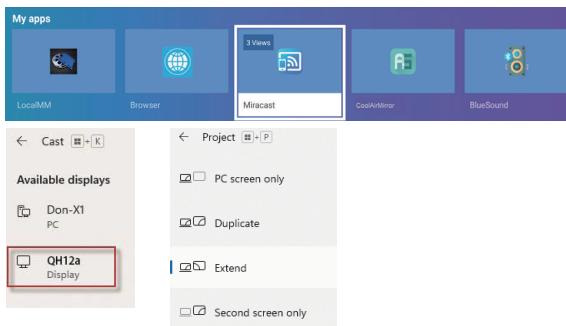 My apps
3 Views
LocalMM
Browser
Miracast
CoolAirMirror
BlueSound
← Cast ⊞ + K
Available displays
Don-X1
PC
QH12a
Display
← Project ⊞ + P
PC screen only
Duplicate
Extend
Second screen only